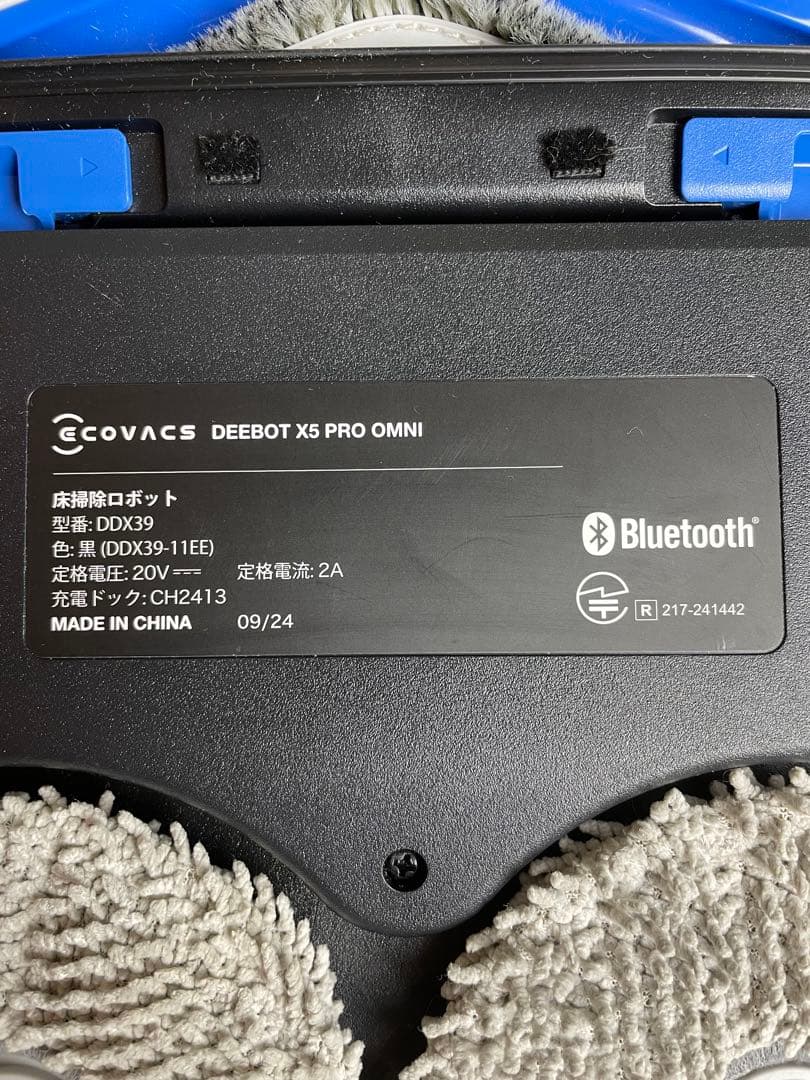 ECOVACS DEEBOT X5 PRO OMNI
床掃除ロボット
型番: DDX39
色: 黒 (DDX39-11EE)
定格電圧: 20V 定格電流: 2A
充電ドック: CH2413
MADE IN CHINA 09/24
Bluetooth®
R 217-241442